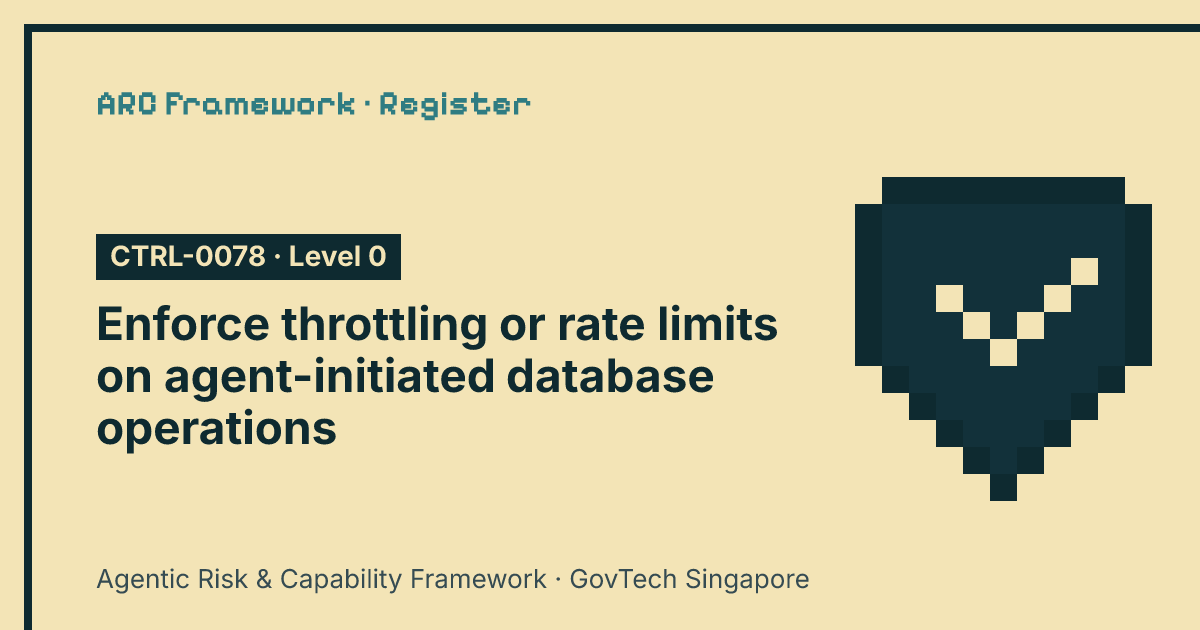 ARC Framework · Register
CTRL-0078 · Level 0
Enforce throttling or rate limits
on agent-initiated database
operations
Agentic Risk & Capability Framework · GovTech Singapore